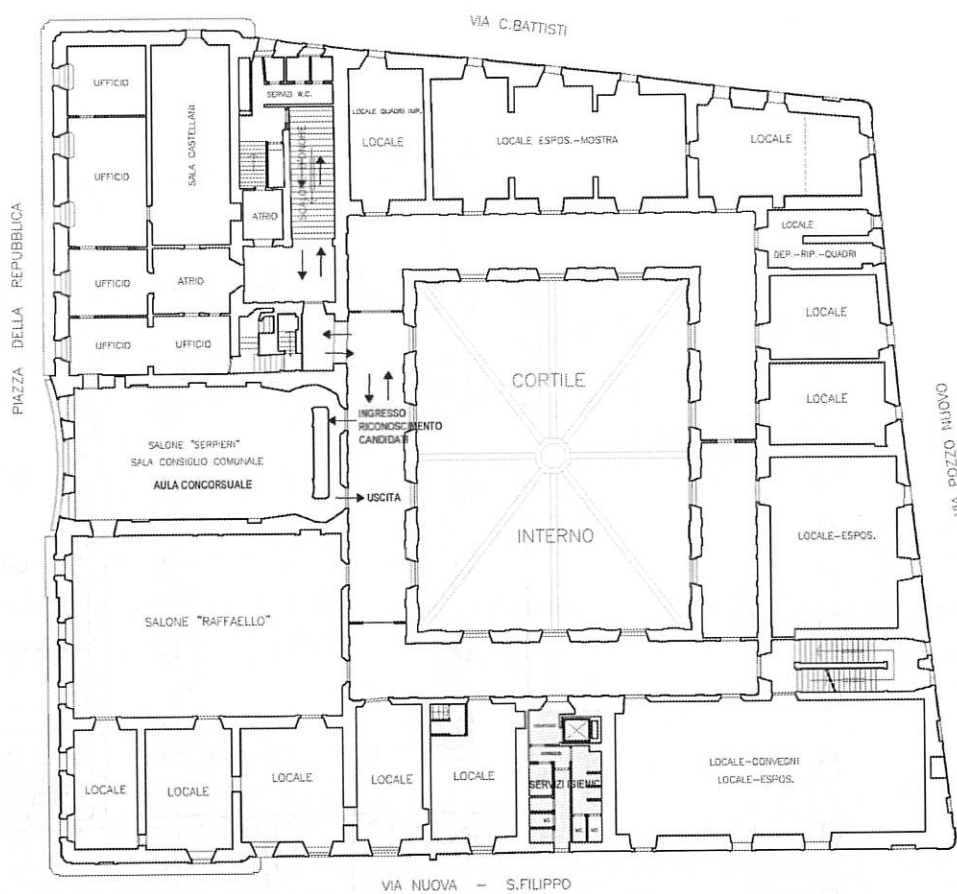 VIA C.BATTISTI
UFFICIO
SALA CASTELLANI
SERVIZI W.C.
SCALONE D'ONORE
LOCALE QUADRI IMP.
LOCALE
LOCALE ESPOS.-MOSTRA
LOCALE
UFFICIO
ATRIO
LOCALE
DEP.-RIP.-QUADRI
PIAZZA DELLA REPUBBLICA
UFFICIO
ATRIO
LOCALE
UFFICIO
UFFICIO
CORTILE
LOCALE
VIA POZZO NUOVO
INGRESSO
RICONOSCIMENTO
CANDIDATI
SALONE "SERPIERI"
SALA CONSIGLIO COMUNALE
AULA CONCORSUALE
USCITA
INTERNO
LOCALE-ESPOS.
SALONE "RAFFAELLO"
LOCALE
LOCALE
LOCALE
LOCALE
LOCALE
SERVIZI IGIENICI
W.C.
W.C.
W.C.
LOCALE-CONVEGNI
LOCALE-ESPOS.
VIA NUOVA - S.FILIPPO